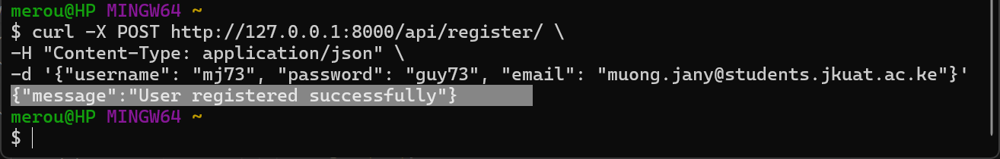 merou@HP MINGW64 ~
$ curl -X POST http://127.0.0.1:8000/api/register/ \
-H "Content-Type: application/json" \
-d '{"username": "mj73", "password": "guy73", "email": "muong.jany@students.jkuat.ac.ke"}'
{"message":"User registered successfully"}
merou@HP MINGW64 ~
$